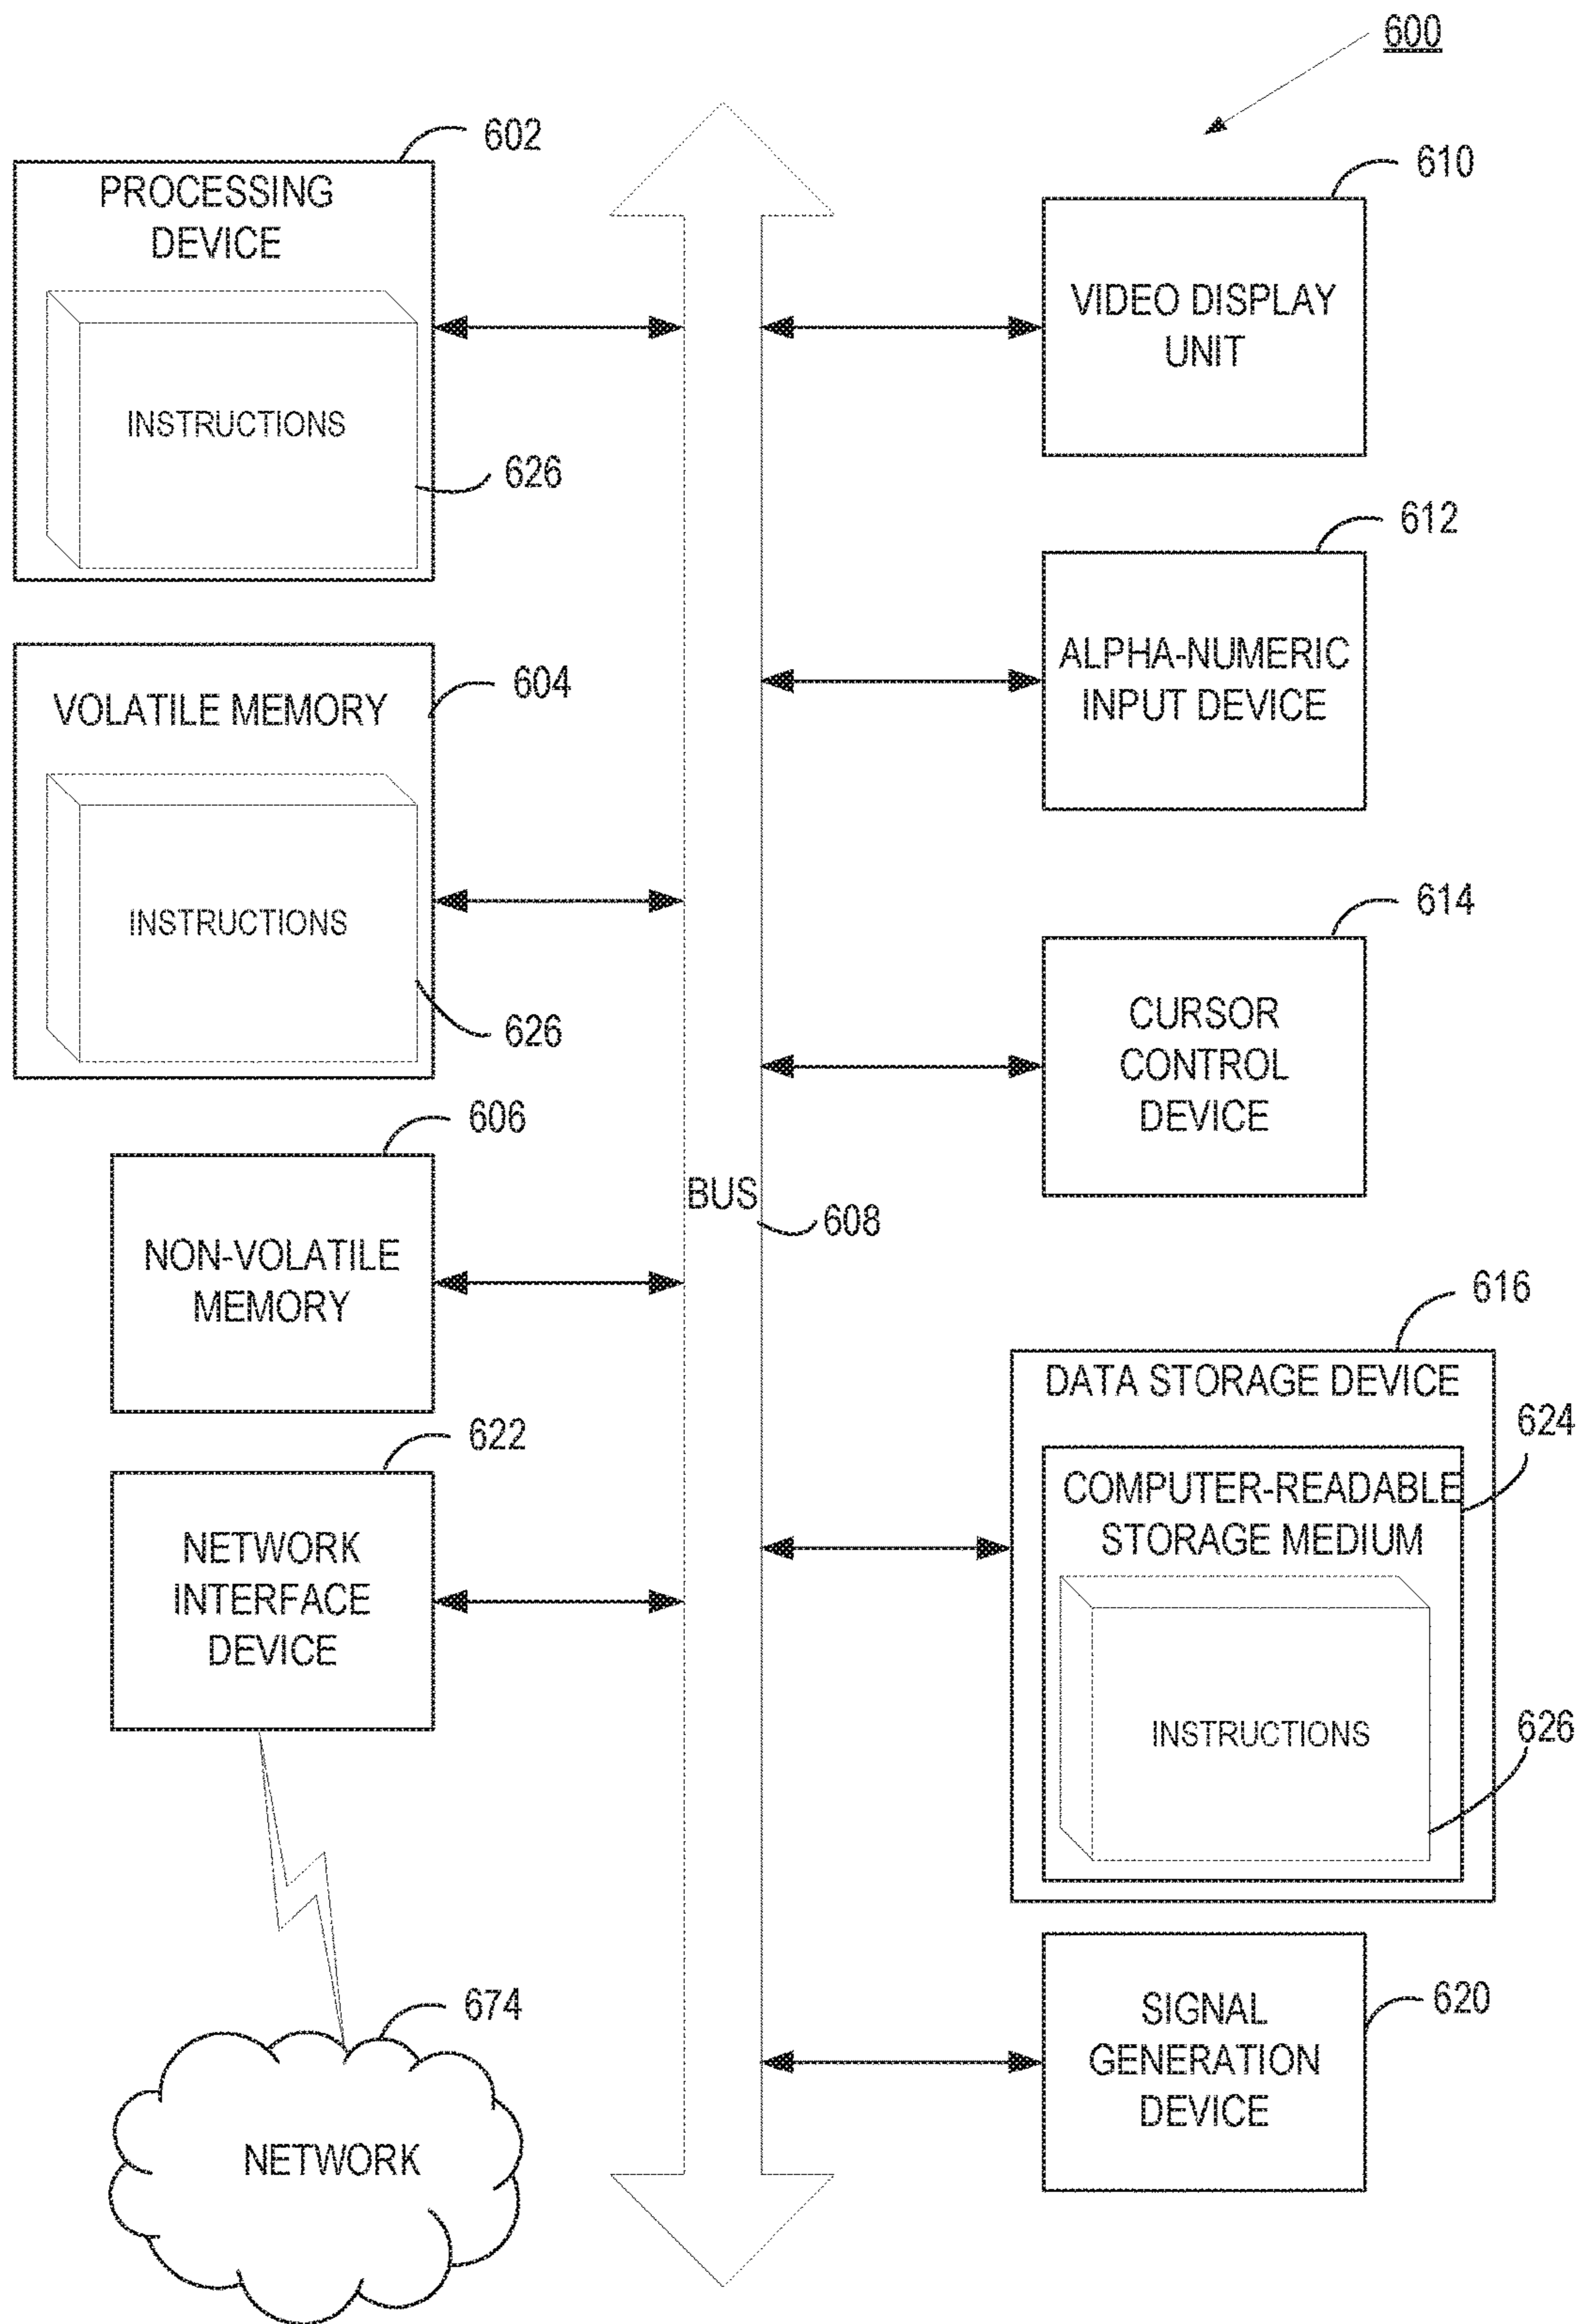 600
602
PROCESSING
DEVICE
INSTRUCTIONS
626
604
VOLATILE MEMORY
INSTRUCTIONS
626
606
NON-VOLATILE
MEMORY
622
NETWORK
INTERFACE
DEVICE
674
NETWORK
BUS
608
610
VIDEO DISPLAY
UNIT
612
ALPHA-NUMERIC
INPUT DEVICE
614
CURSOR
CONTROL
DEVICE
616
DATA STORAGE DEVICE
624
COMPUTER-READABLE
STORAGE MEDIUM
INSTRUCTIONS
626
620
SIGNAL
GENERATION
DEVICE